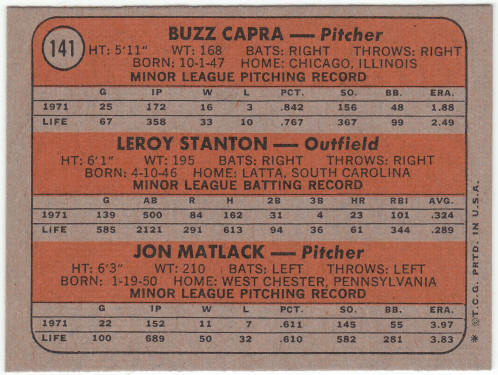 141
BUZZ CAPRA — Pitcher
HT: 5'11" WT: 168 BATS: RIGHT THROWS: RIGHT
BORN: 10-1-47 HOME: CHICAGO, ILLINOIS
MINOR LEAGUE PITCHING RECORD
G IP W L PCT. SO. BB. ERA.
1971 25 172 16 3 .842 156 48 1.88
LIFE 67 358 33 10 .767 367 99 2.49
LEROY STANTON — Outfield
HT: 6'1" WT: 195 BATS: RIGHT THROWS: RIGHT
BORN: 4-10-46 HOME: LATTA, SOUTH CAROLINA
MINOR LEAGUE BATTING RECORD
G AB R H 2B 3B HR RBI AVG.
1971 139 500 84 162 31 4 23 101 .324
LIFE 585 2121 291 613 94 36 61 344 .289
JON MATLACK — Pitcher
HT: 6'3" WT: 210 BATS: LEFT THROWS: LEFT
BORN: 1-19-50 HOME: WEST CHESTER, PENNSYLVANIA
MINOR LEAGUE PITCHING RECORD
G IP W L PCT. SO. BB. ERA.
1971 22 152 11 7 .611 145 55 3.97
LIFE 100 689 50 32 .610 582 281 3.83
* ©T.C.G. PRTD. IN U.S.A.